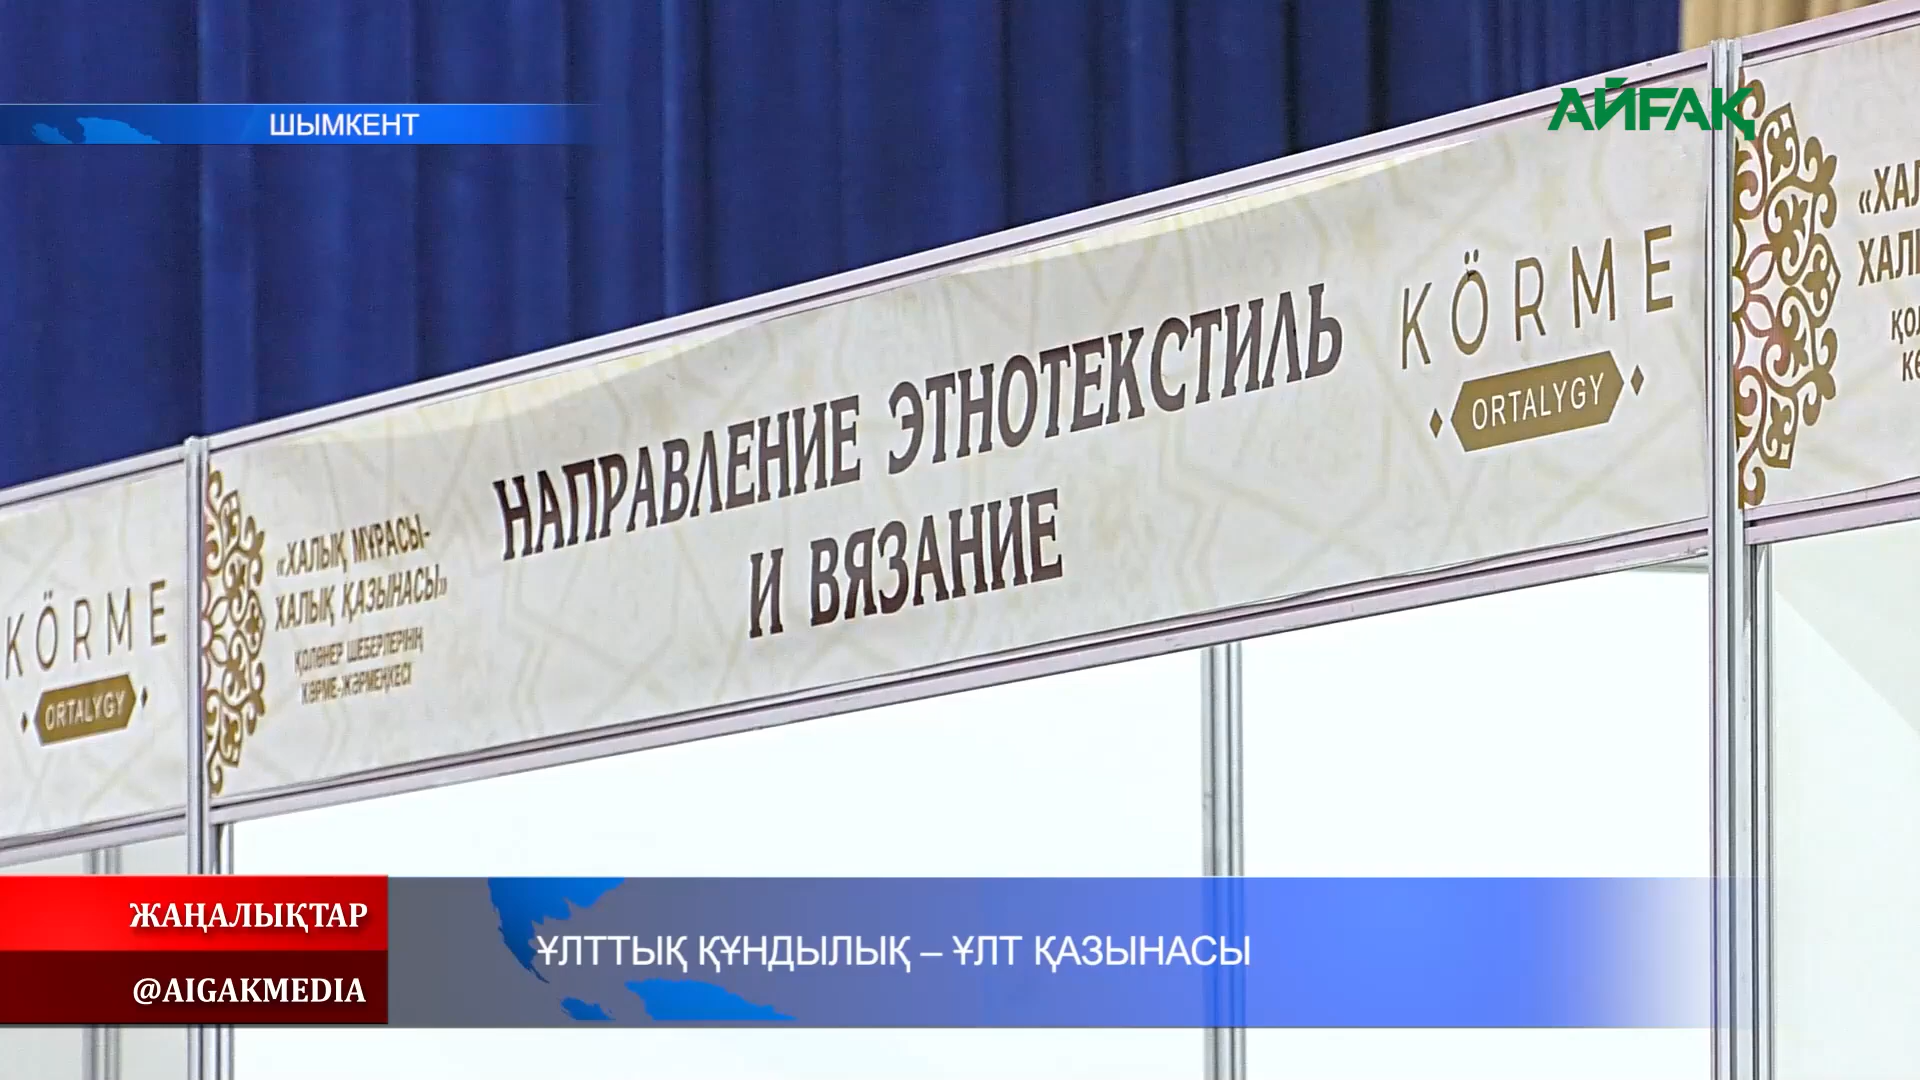 ШЫМКЕНТ
АЙҒАҚ
НАПРАВЛЕНИЕ ЭТНОТЕКСТИЛЬ
И ВЯЗАНИЕ
KÖRME
ORTALYGY
«ХАЛЫҚ МҰРАСЫ-
ХАЛЫҚ ҚАЗЫНАСЫ»
ҚОЛӨНЕР ШЕБЕРЛЕРІНІҢ
КӨРМЕ-ЖӘРМЕҢКЕСІ
KÖRME
ORTALYGY
ЖАҢАЛЫҚТАР
@AIGAKMEDIA
ҰЛТТЫҚ ҚҰНДЫЛЫҚ – ҰЛТ ҚАЗЫНАСЫ